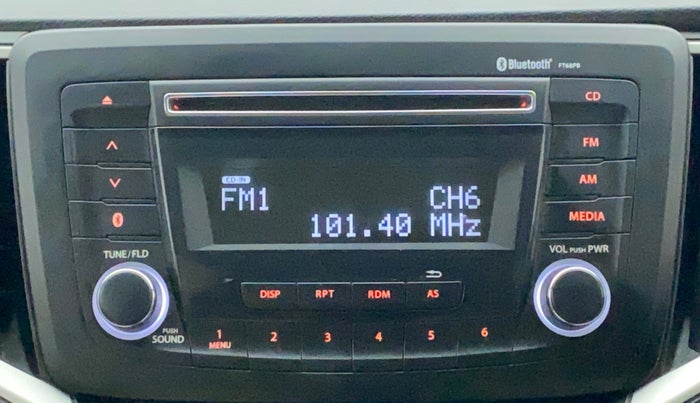 Bluetooth® PT68PB
CD
FM
AM
MEDIA
CD-IN
FM1 CH6
101.40 MHz
TUNE/FLD
VOL PUSH PWR
DISP RPT RDM AS
PUSH
SOUND
1 2 3 4 5 6
MENU